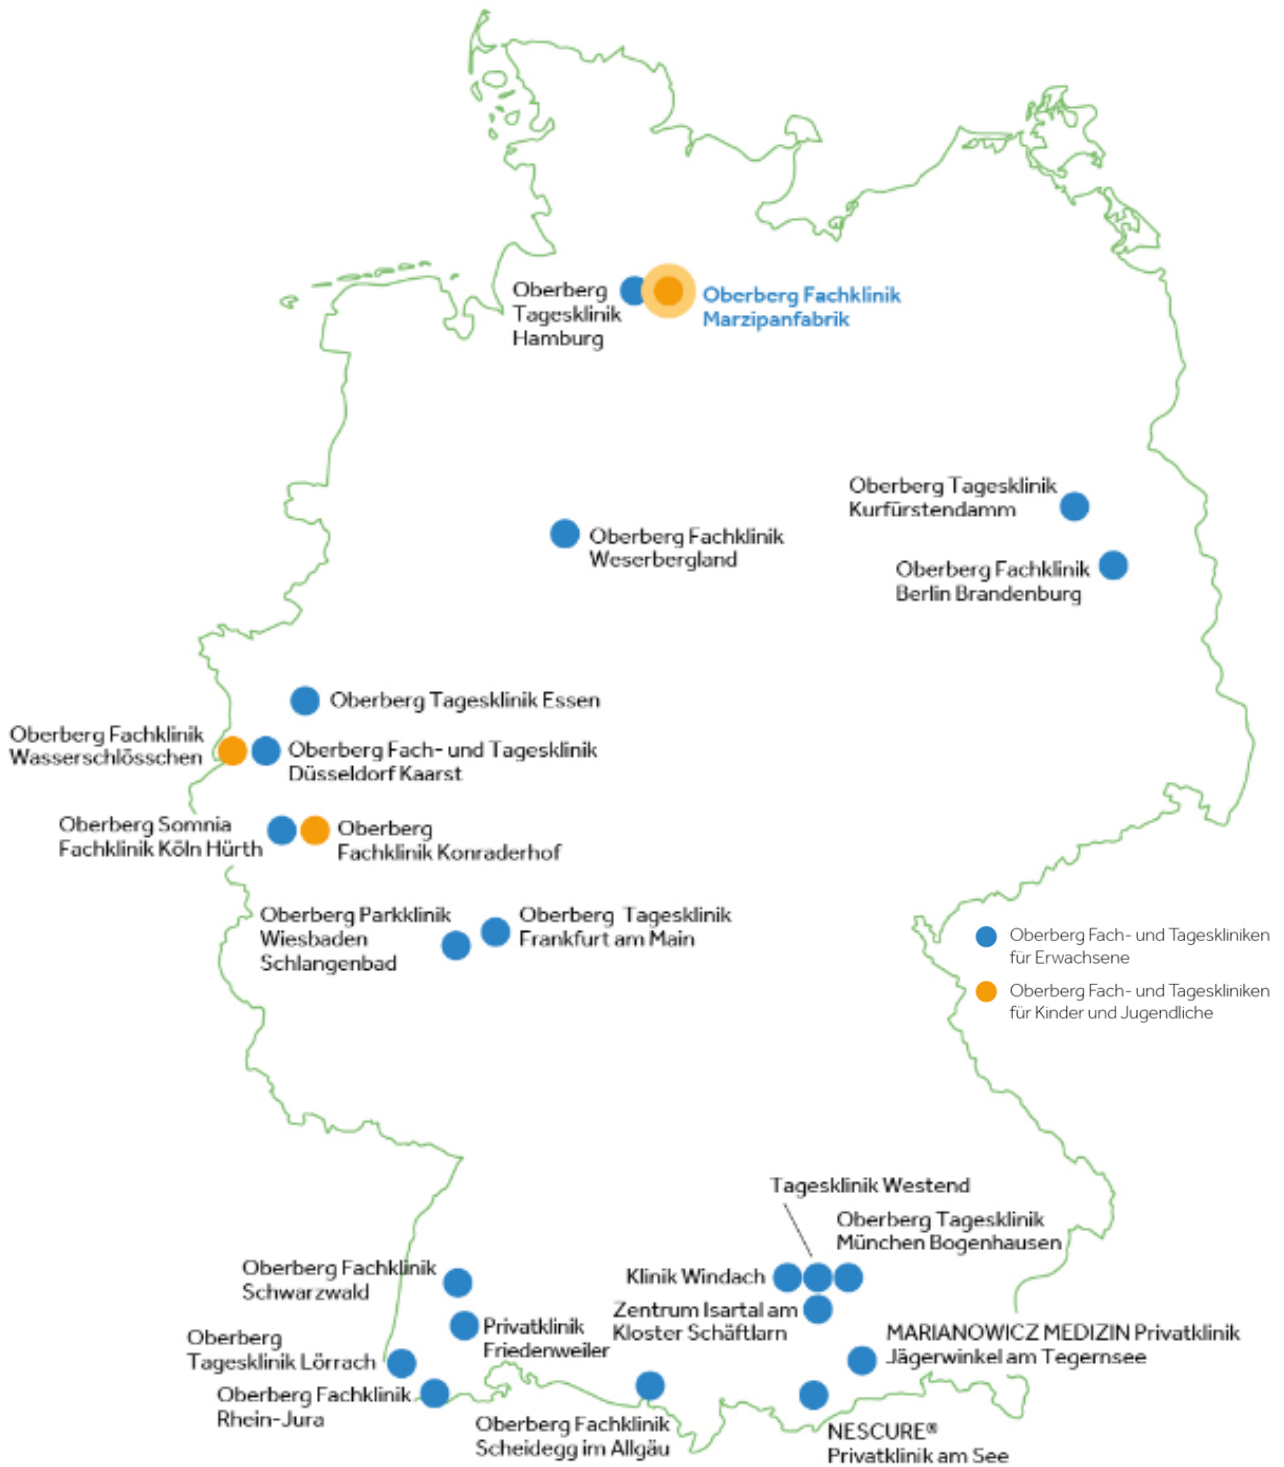 Oberberg
Tagesklinik
Hamburg
Oberberg Fachklinik
Marzipanfabrik
Oberberg Tagesklinik
Kurfürstendamm
Oberberg Fachklinik
Weserbergland
Oberberg Fachklinik
Berlin Brandenburg
Oberberg Tagesklinik Essen
Oberberg Fachklinik
Wasserschlösschen
Oberberg Fach- und Tagesklinik
Düsseldorf Kaarst
Oberberg Somnia
Fachklinik Köln Hürth
Oberberg
Fachklinik Konraderhof
Oberberg Parkklinik
Wiesbaden
Schlangenbad
Oberberg Tagesklinik
Frankfurt am Main
Oberberg Fach- und Tageskliniken
für Erwachsene
Oberberg Fach- und Tageskliniken
für Kinder und Jugendliche
Tagesklinik Westend
Oberberg Tagesklinik
München Bogenhausen
Oberberg Fachklinik
Schwarzwald
Klinik Windach
Zentrum Isartal am
Kloster Schäftlarn
Privatklinik
Friedenweiler
Oberberg
Tagesklinik Lörrach
MARIANOWICZ MEDIZIN Privatklinik
Jägerwinkel am Tegernsee
Oberberg Fachklinik
Rhein-Jura
Oberberg Fachklinik
Scheidegg im Allgäu
NESCURE®
Privatklinik am See